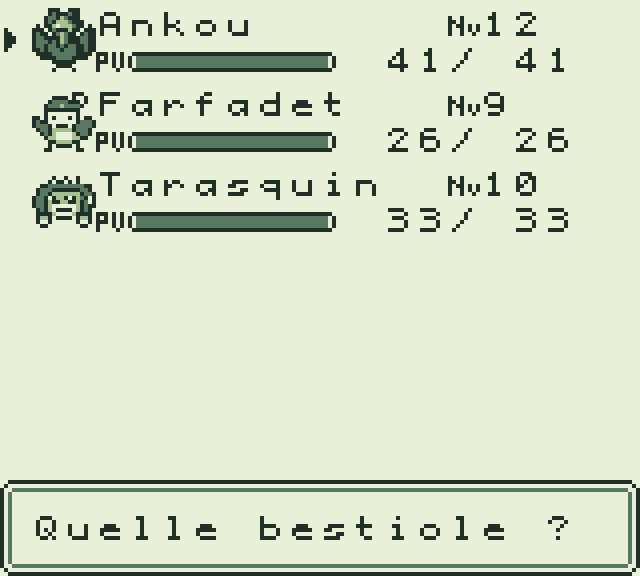 Ankou Nv12
PV 41/ 41
Farfadet Nv9
PV 26/ 26
Tarasquin Nv10
PV 33/ 33
Quelle bestiole ?